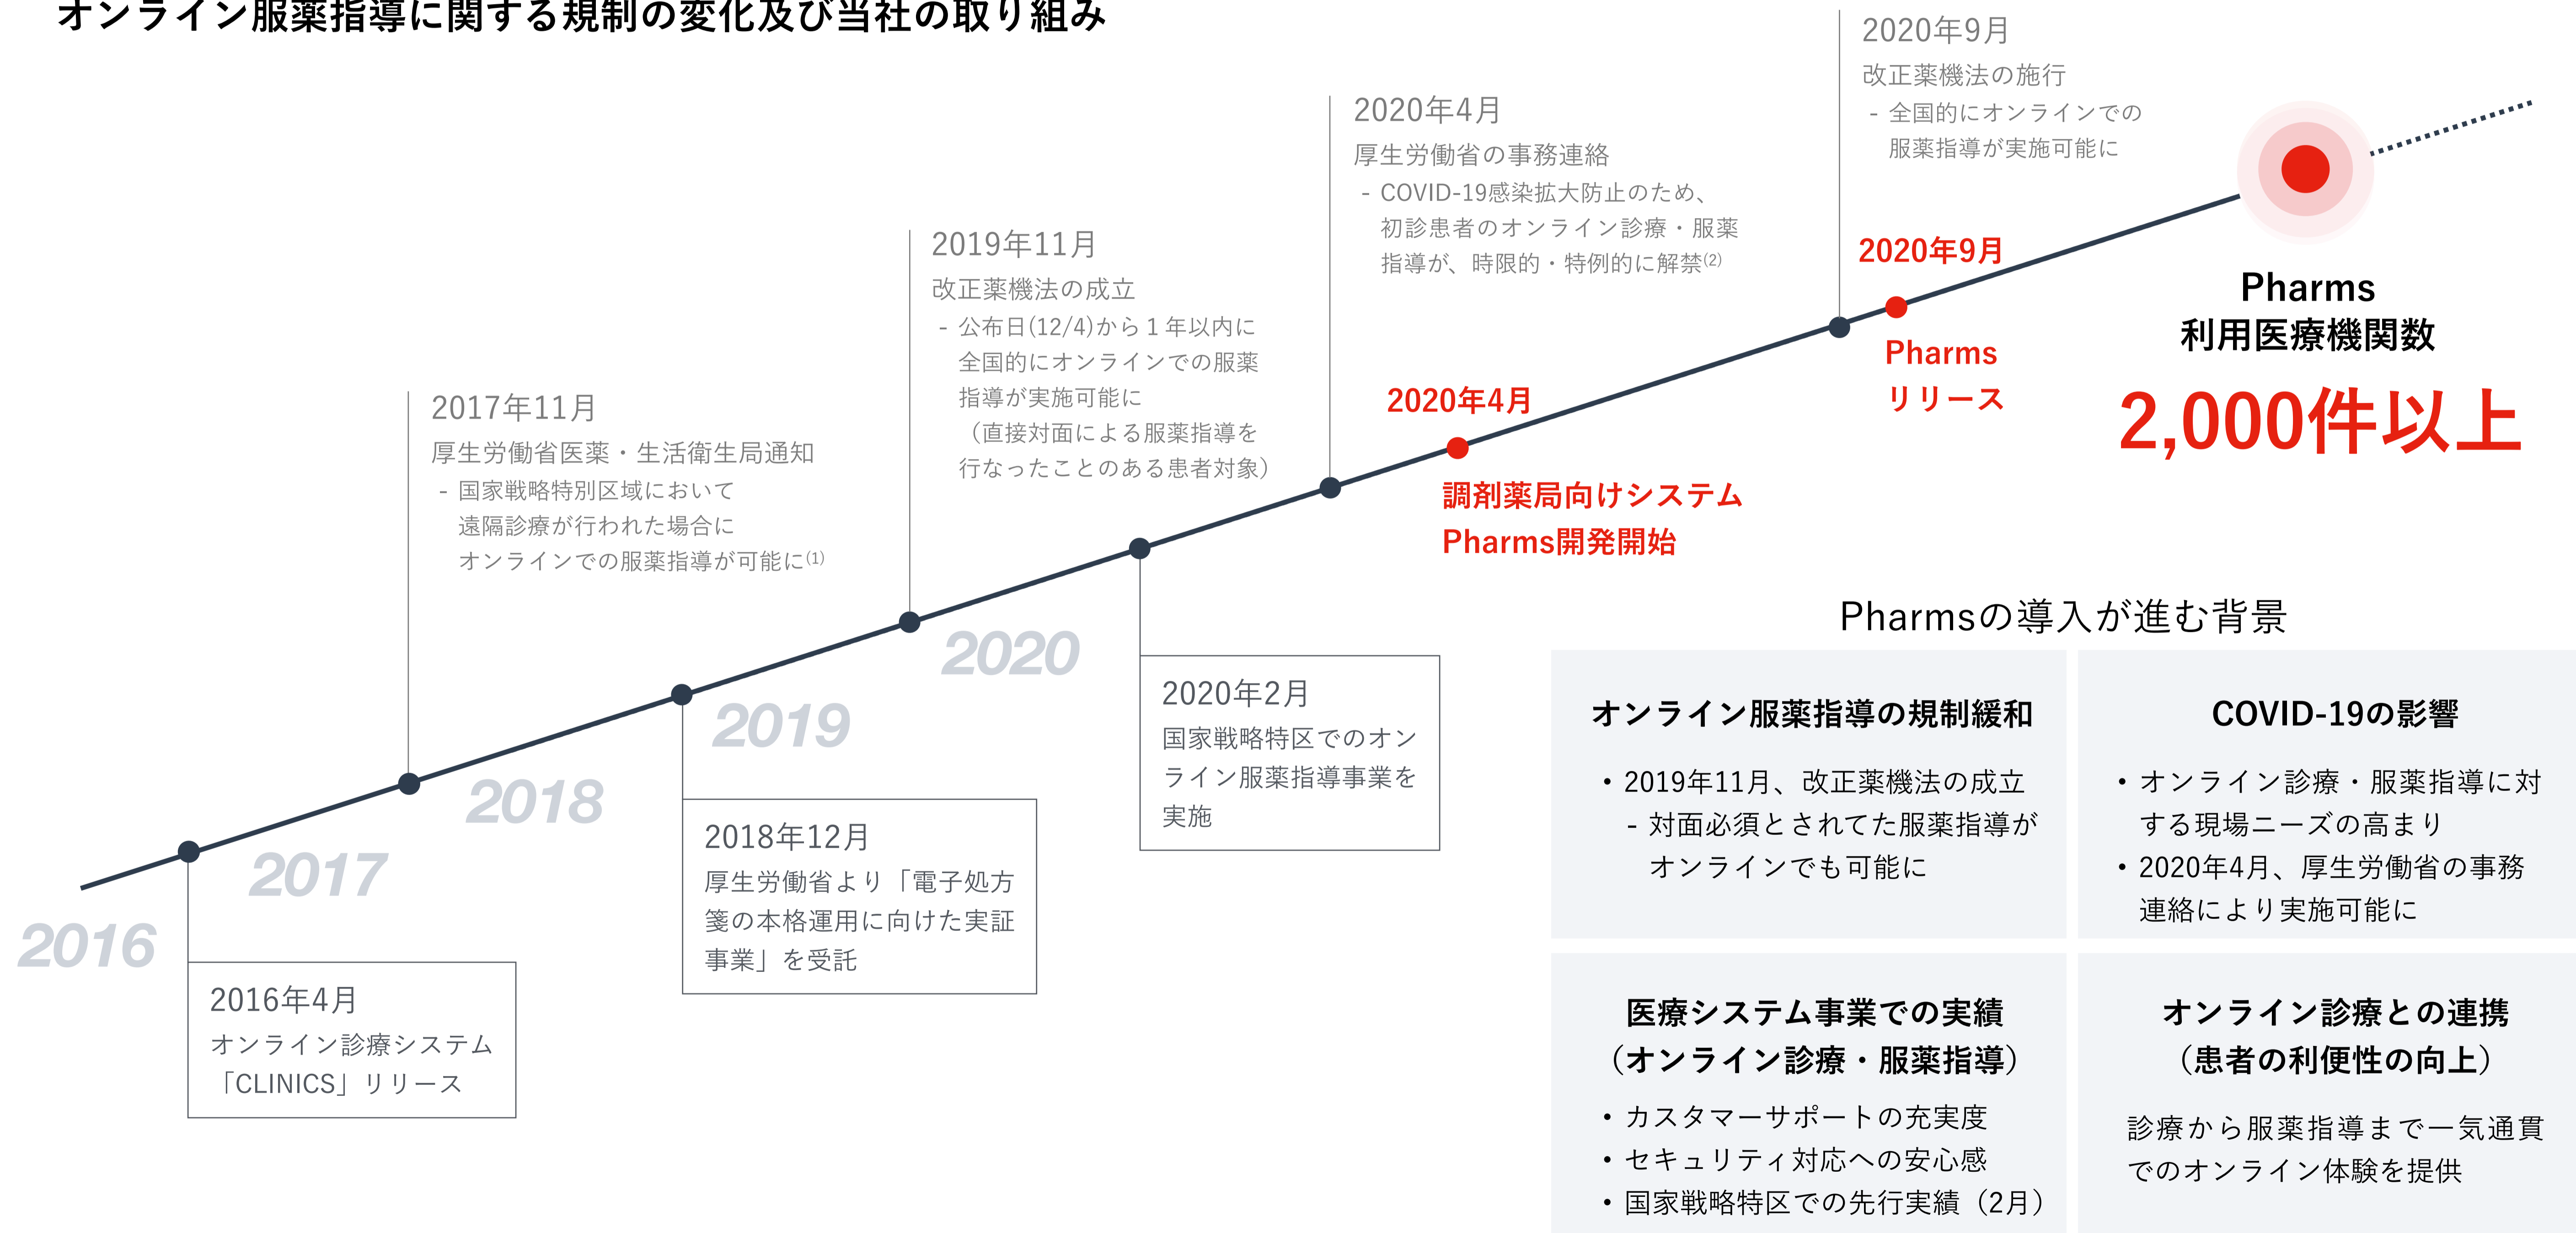 オンライン服薬指導に関する規制の変化及び当社の取り組み
2016
2016年4月
オンライン診療システム
「CLINICS」リリース
2017
2017年11月
厚生労働省医薬・生活衛生局通知
- 国家戦略特別区域において
遠隔診療が行われた場合に
オンラインでの服薬指導が可能に(1)
2018
2018年12月
厚生労働省より「電子処方
箋の本格運用に向けた実証
事業」を受託
2019
2019年11月
改正薬機法の成立
- 公布日(12/4)から１年以内に
全国的にオンラインでの服薬
指導が実施可能に
（直接対面による服薬指導を
行なったことのある患者対象）
2020
2020年2月
国家戦略特区でのオン
ライン服薬指導事業を
実施
2020年4月
厚生労働省の事務連絡
- COVID-19感染拡大防止のため、
初診患者のオンライン診療・服薬
指導が、時限的・特例的に解禁(2)
2020年4月
調剤薬局向けシステム
Pharms開発開始
2020年9月
改正薬機法の施行
- 全国的にオンラインでの
服薬指導が実施可能に
2020年9月
Pharms
リリース
Pharms
利用医療機関数
2,000件以上
Pharmsの導入が進む背景
オンライン服薬指導の規制緩和
・2019年11月、改正薬機法の成立
- 対面必須とされてた服薬指導が
オンラインでも可能に
COVID-19の影響
・オンライン診療・服薬指導に対
する現場ニーズの高まり
・2020年4月、厚生労働省の事務
連絡により実施可能に
医療システム事業での実績
（オンライン診療・服薬指導）
・カスタマーサポートの充実度
・セキュリティ対応への安心感
・国家戦略特区での先行実績（2月）
オンライン診療との連携
（患者の利便性の向上）
診療から服薬指導まで一気通貫
でのオンライン体験を提供